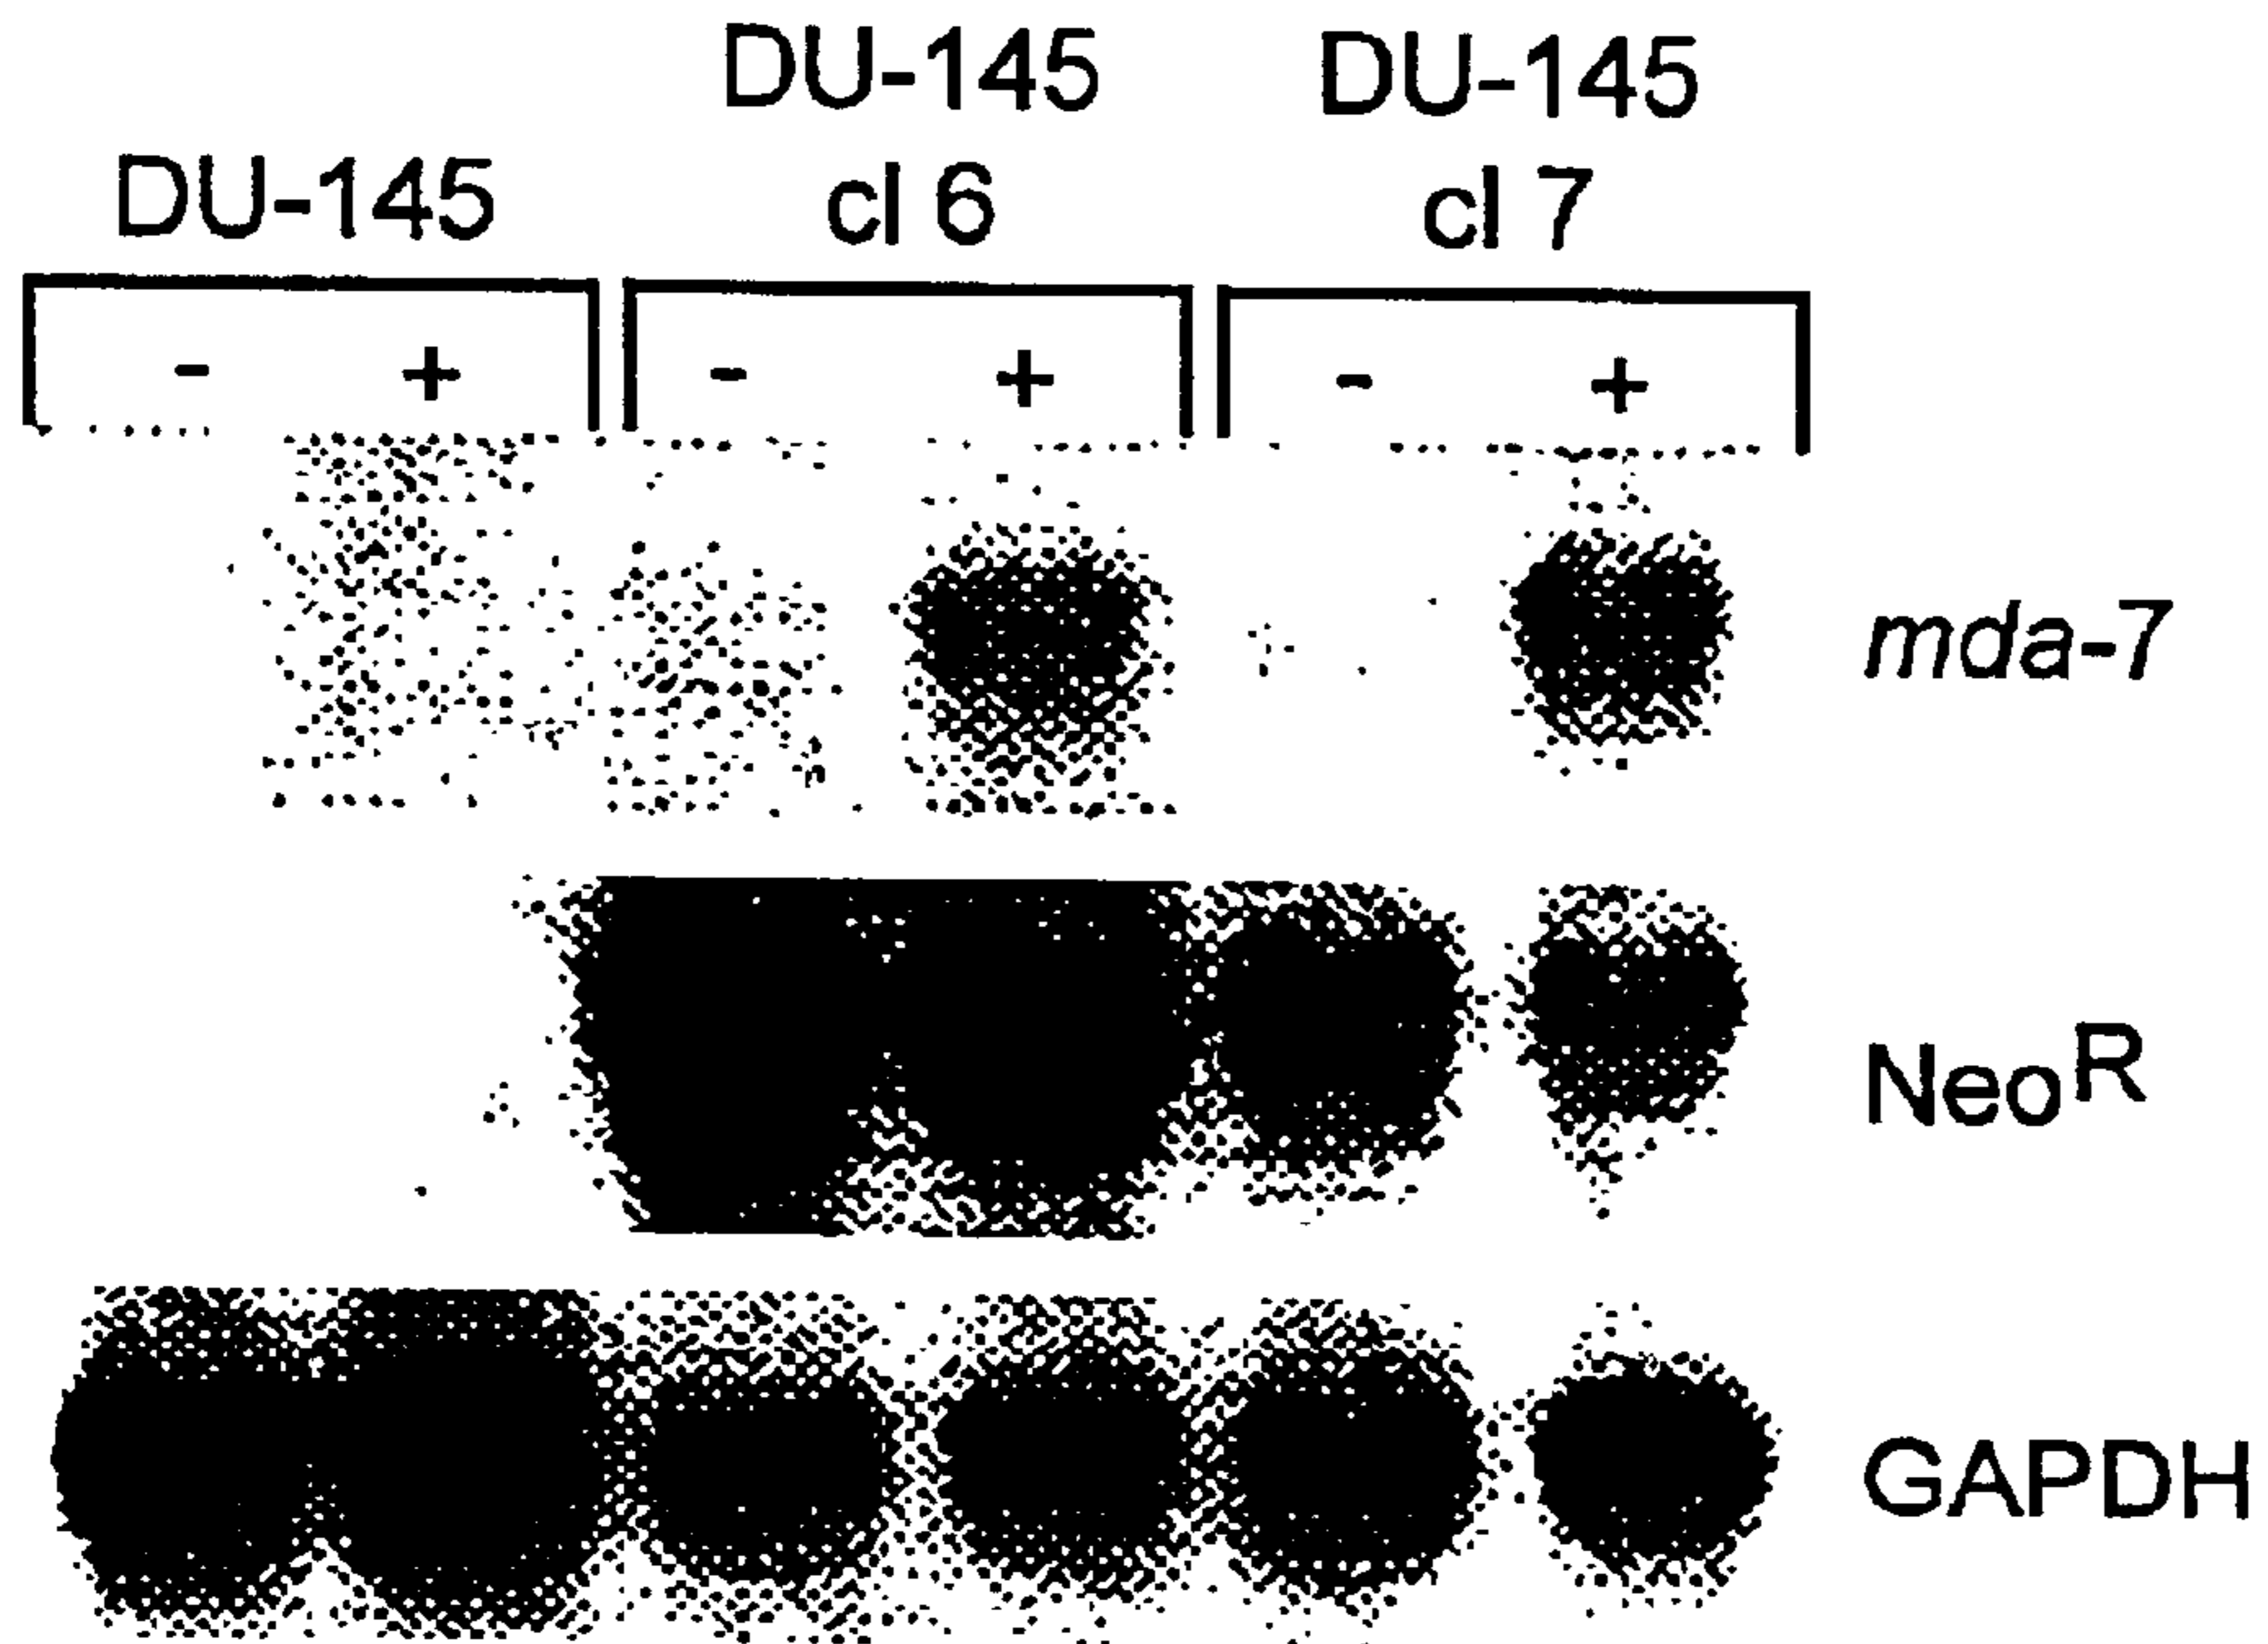 DU-145
DU-145
DU-145
cl 6
cl 7
- + - + - +
mda-7
NeoR
GAPDH